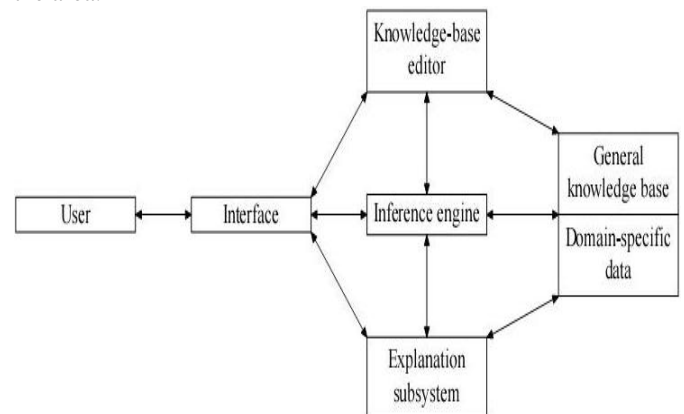 Knowledge-base
editor
General
knowledge base
User
Interface
Inference engine
Domain-specific
data
Explanation
subsystem